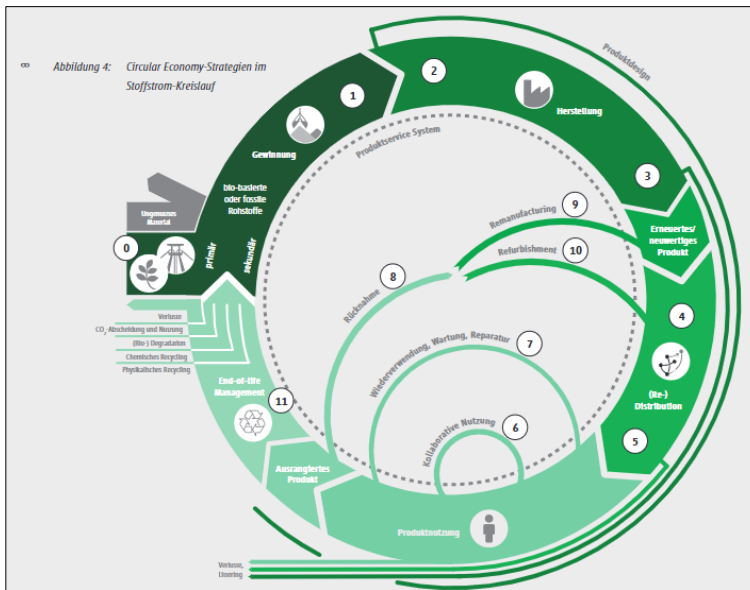 ∞ Abbildung 4: Circular Economy-Strategien im
Stoffstrom-Kreislauf
Produktdesign
1
2
Herstellung
Gewinnung
Produktservice System
bio-basierte
oder fossile
Rohstoffe
3
Ungenutztes
Material
0
primär
sekundär
9
Remanufacturing
Erneuertes/
neuwertiges
Produkt
10
Refurbishment
8
Rücknahme
4
Verluste
CO₂-Abscheidung und Nutzung
(Bio-) Degradation
Chemisches Recycling
Physikalisches Recycling
7
Wiederverwendung, Wartung, Reparatur
End-of-life
Management
11
(Re-)
Distribution
6
Kollaborative Nutzung
5
Ausrangiertes
Produkt
Produktnutzung
Verluste,